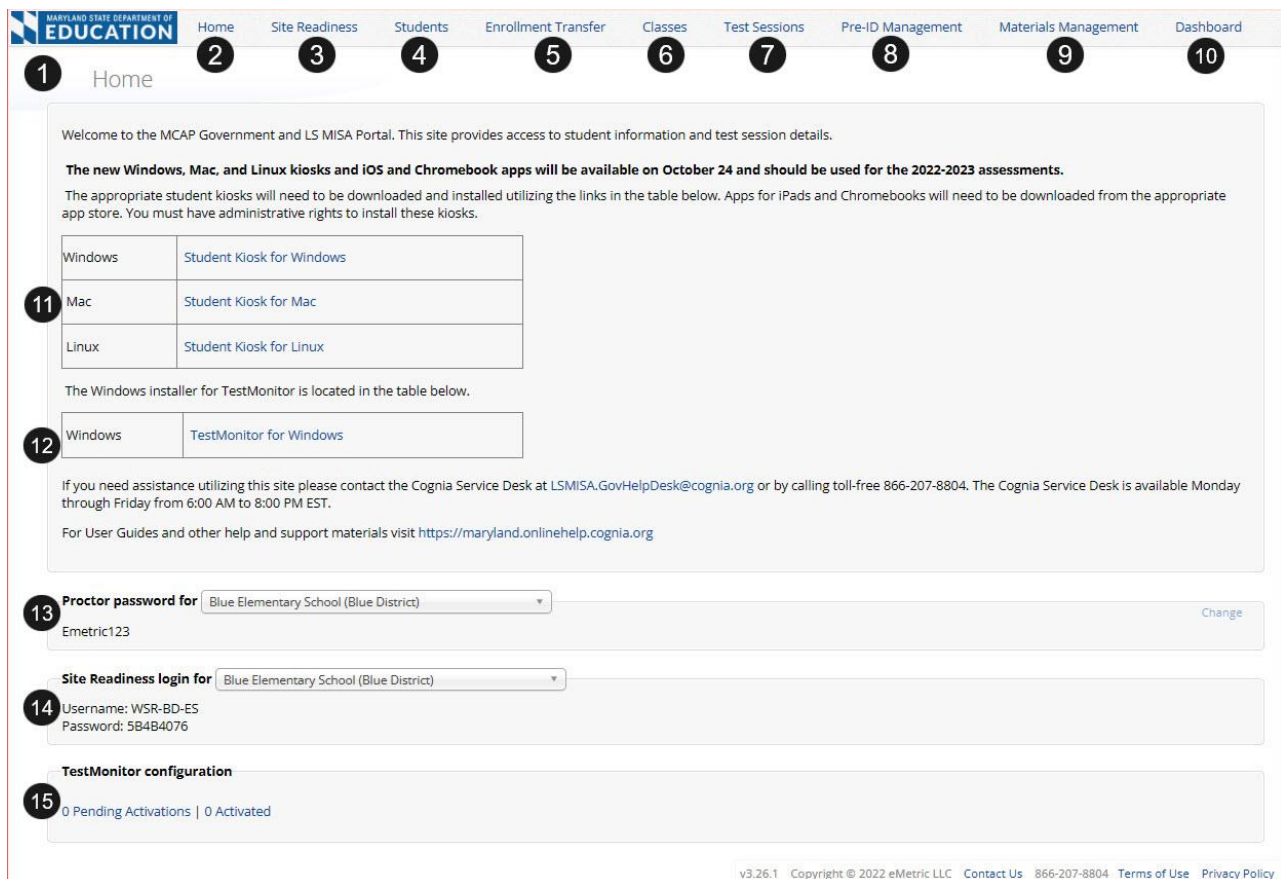 MARYLAND STATE DEPARTMENT OF
EDUCATION
Home Site Readiness Students Enrollment Transfer Classes Test Sessions Pre-ID Management Materials Management Dashboard
2 3 4 5 6 7 8 9 10
1 Home
Welcome to the MCAP Government and LS MISA Portal. This site provides access to student information and test session details.
The new Windows, Mac, and Linux kiosks and iOS and Chromebook apps will be available on October 24 and should be used for the 2022-2023 assessments.
The appropriate student kiosks will need to be downloaded and installed utilizing the links in the table below. Apps for iPads and Chromebooks will need to be downloaded from the appropriate
app store. You must have administrative rights to install these kiosks.
Windows Student Kiosk for Windows
11 Mac Student Kiosk for Mac
Linux Student Kiosk for Linux
The Windows installer for TestMonitor is located in the table below.
12 Windows TestMonitor for Windows
If you need assistance utilizing this site please contact the Cognia Service Desk at LSMISA.GovHelpDesk@cognia.org or by calling toll-free 866-207-8804. The Cognia Service Desk is available Monday
through Friday from 6:00 AM to 8:00 PM EST.
For User Guides and other help and support materials visit https://maryland.onlinehelp.cognia.org
Proctor password for Blue Elementary School (Blue District)
13 Change
Emetric123
Site Readiness login for Blue Elementary School (Blue District)
14 Username: WSR-BD-ES
Password: 5B4B4076
TestMonitor configuration
15 0 Pending Activations | 0 Activated
v3.26.1 Copyright © 2022 eMetric LLC Contact Us 866-207-8804 Terms of Use Privacy Policy